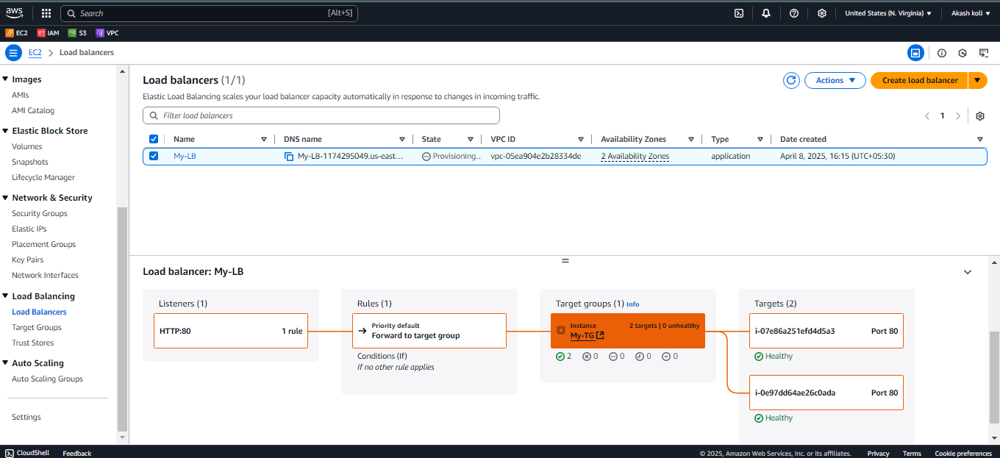 aws Search [Alt+S] United States (N. Virginia) Akash koli
EC2 IAM S3 VPC
EC2 Load balancers
Images
AMIs
AMI Catalog
Elastic Block Store
Volumes
Snapshots
Lifecycle Manager
Network & Security
Security Groups
Elastic IPs
Placement Groups
Key Pairs
Network Interfaces
Load Balancing
Load Balancers
Target Groups
Trust Stores
Auto Scaling
Auto Scaling Groups
Settings
Load balancers (1/1)
Actions Create load balancer
Elastic Load Balancing scales your load balancer capacity automatically in response to changes in incoming traffic.
Filter load balancers
1
Name DNS name State VPC ID Availability Zones Type Date created
My-LB My-LB-1174295049.us-east... Provisioning.. vpc-05ea904e2b28334de 2 Availability Zones application April 8, 2025, 16:15 (UTC+05:30)
Load balancer: My-LB
Listeners (1)
HTTP:80 1 rule
Rules (1)
Priority default
Forward to target group
Conditions (If)
If no other rule applies
Target groups (1) Info
Instance 2 targets | 0 unhealthy
My-TG
2 0 0 0 0
Targets (2)
i-07e86a251efd4d5a3 Port 80
Healthy
i-0e97dd64ae26c0ada Port 80
Healthy
CloudShell Feedback © 2025, Amazon Web Services, Inc. or its affiliates. Privacy Terms Cookie preferences